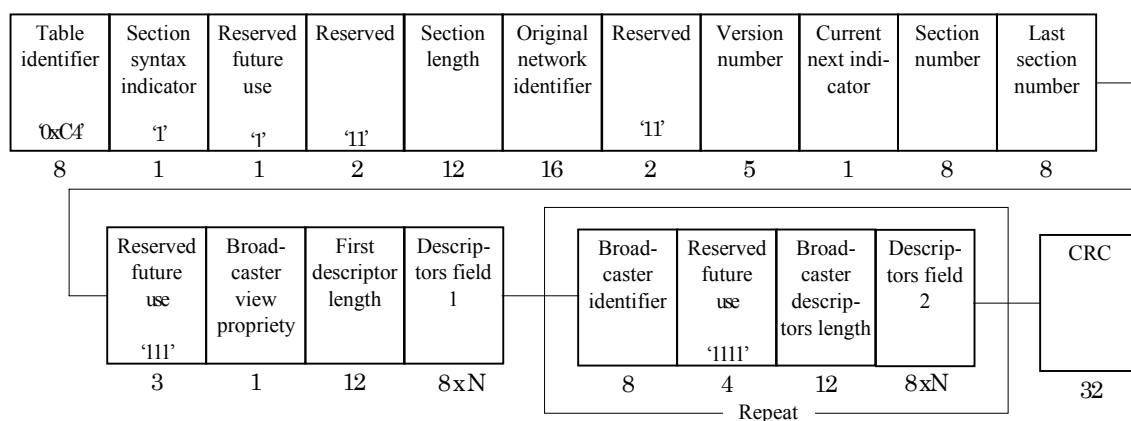 Table identifier '0xC4'
Section syntax indicator '1'
Reserved future use '1'
Reserved '11'
Section length
Original network identifier
Reserved '11'
Version number
Current next indi-cator
Section number
Last section number
8 1 1 2 12 16 2 5 1 8 8
Reserved future use '111'
Broad-caster view propriety
First descriptor length
Descrip-tors field 1
Broad-caster identifier
Reserved future use '1111'
Broad-caster descrip-tors length
Descrip-tors field 2
CRC
3 1 12 8xN 8 4 12 8xN 32
Repeat